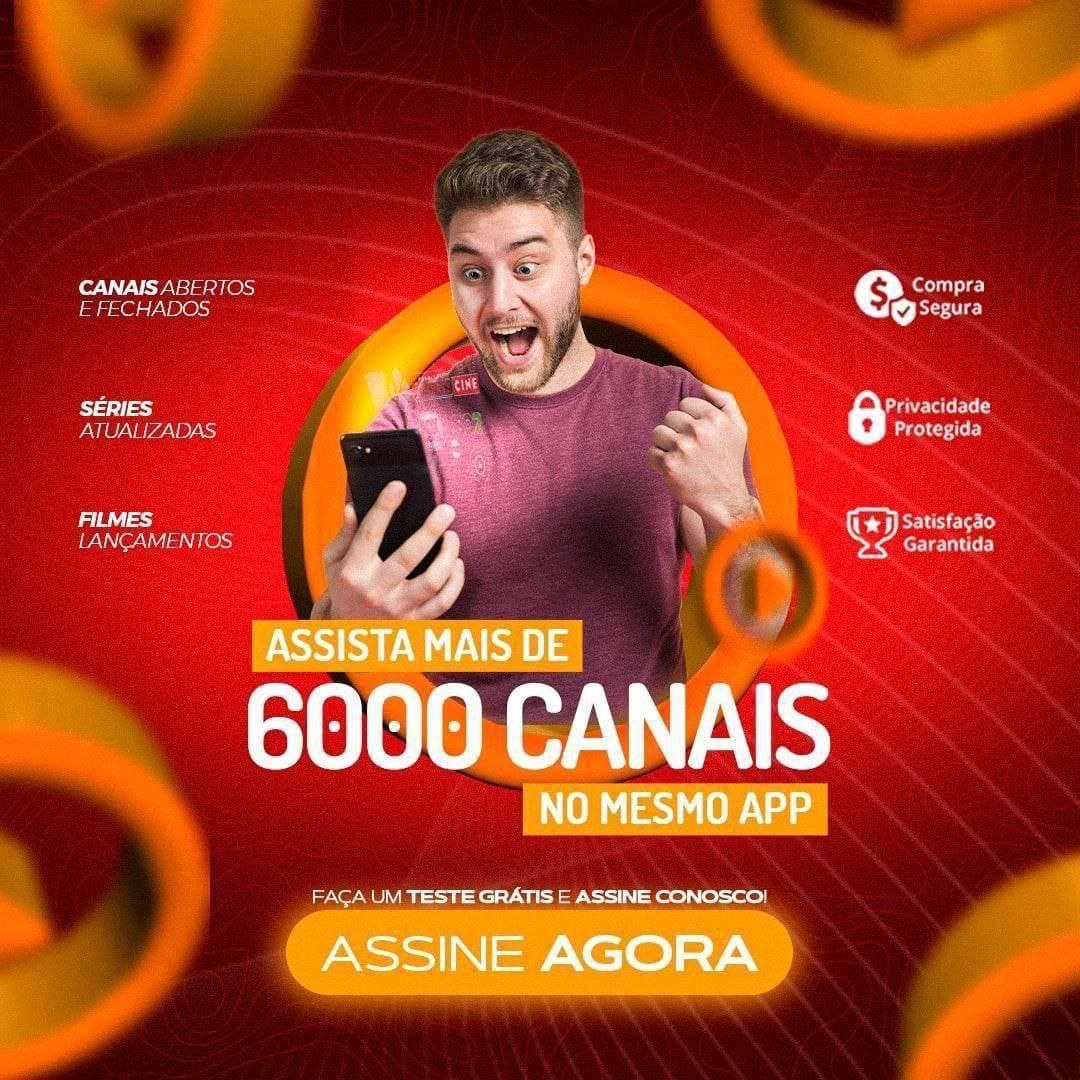 CANAIS ABERTOS
E FECHADOS
SÉRIES
ATUALIZADAS
FILMES
LANÇAMENTOS
Compra
Segura
Privacidade
Protegida
Satisfação
Garantida
CINE
ASSISTA MAIS DE
6000 CANAIS
NO MESMO APP
FAÇA UM TESTE GRÁTIS E ASSINE CONOSCO!
ASSINE AGORA